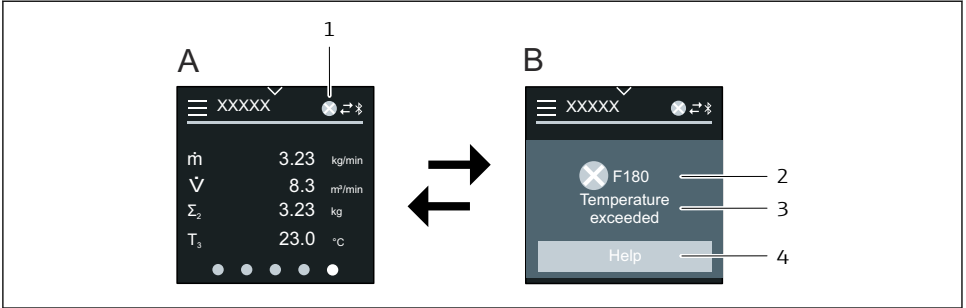 1
A
B
XXXXX
ṁ 3.23 kg/min
V̇ 8.3 m³/min
Σ₂ 3.23 kg
T₃ 23.0 °C
XXXXX
F180
Temperature
exceeded
Help
2
3
4